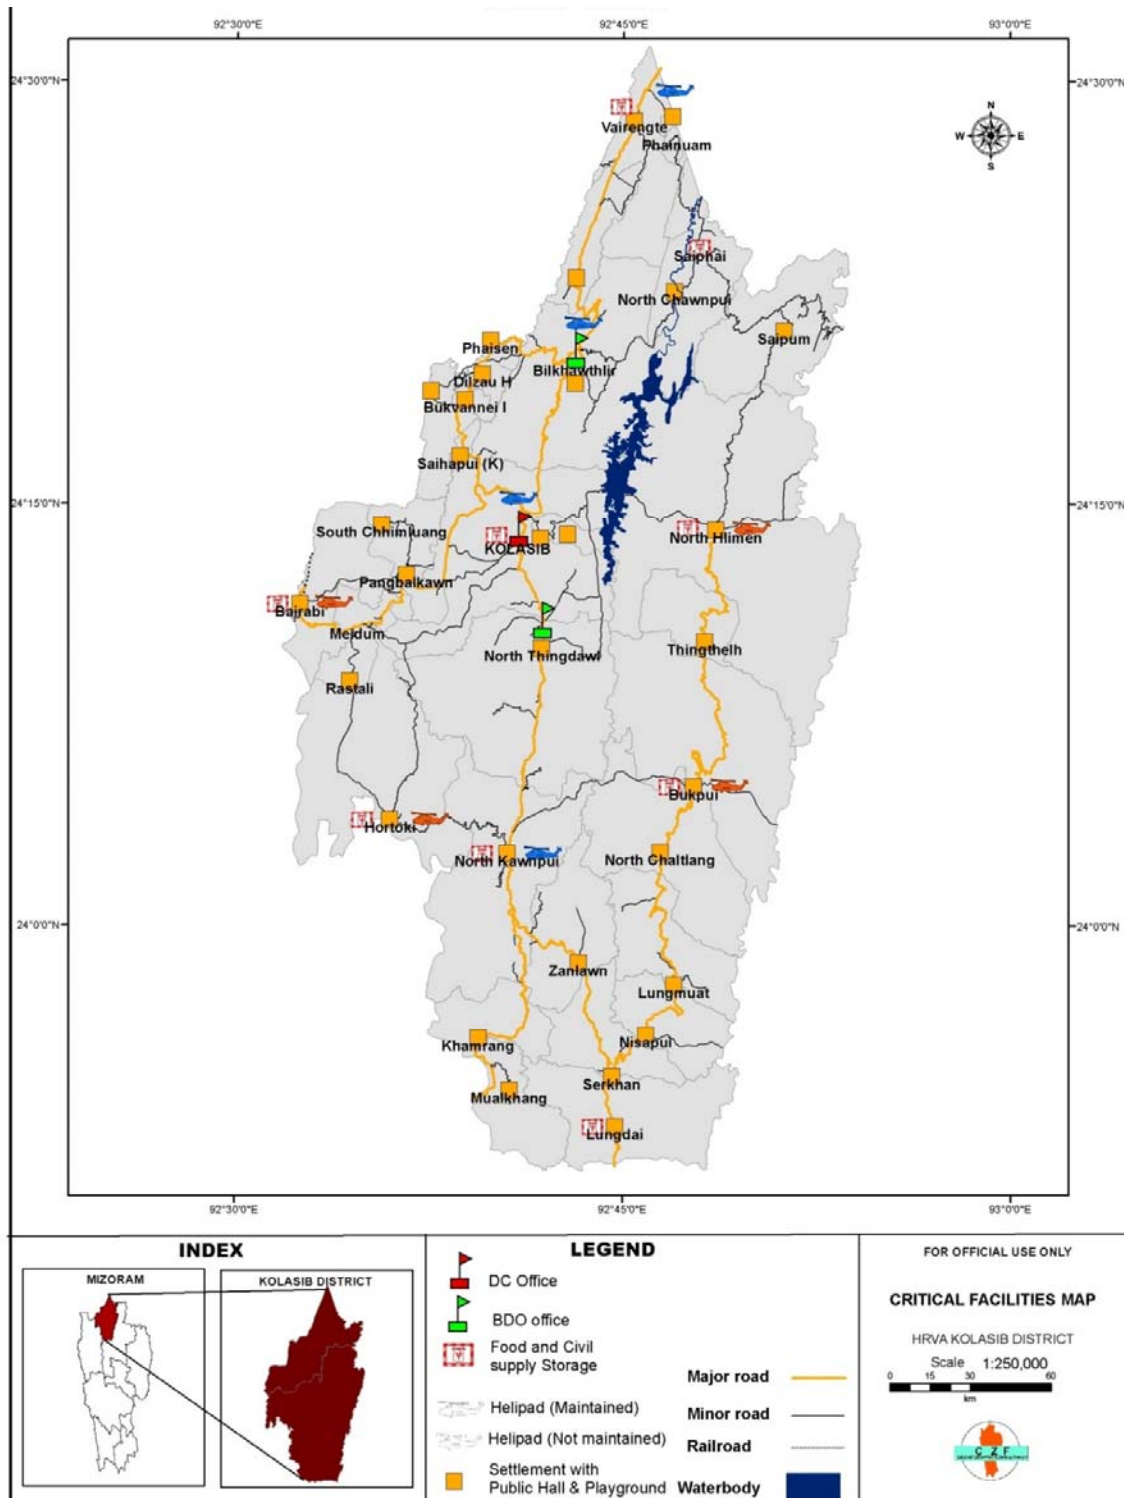 92°30'0"E
92°45'0"E
93°0'0"E
24°30'0"N
24°30'0"N
N
W
E
S
Vairengte
Phainuam
Saiphai
North Chawnpui
Saipum
Phaisen
Bilkhawthlir
Dilzau H
Bukvannei I
Saihapui (K)
24°15'0"N
24°15'0"N
South Chhimluang
KOLASIB
North Hlimen
Pangbalkawn
Bairabi
Meidum
North Thingdawl
Thingthelh
Rastali
Bukpui
Hortoki
North Kawnpui
North Chaltlang
24°0'0"N
24°0'0"N
Zanlawn
Lungmuat
Khamrang
Nisapui
Mualkhang
Serkhan
Lungdai
92°30'0"E
92°45'0"E
93°0'0"E
INDEX
MIZORAM
KOLASIB DISTRICT
LEGEND
DC Office
BDO office
Food and Civil
supply Storage
Helipad (Maintained)
Helipad (Not maintained)
Settlement with
Public Hall & Playground
Major road
Minor road
Railroad
Waterbody
FOR OFFICIAL USE ONLY
CRITICAL FACILITIES MAP
HRVA KOLASIB DISTRICT
Scale 1:250,000
0 15 30 60
km
C Z F